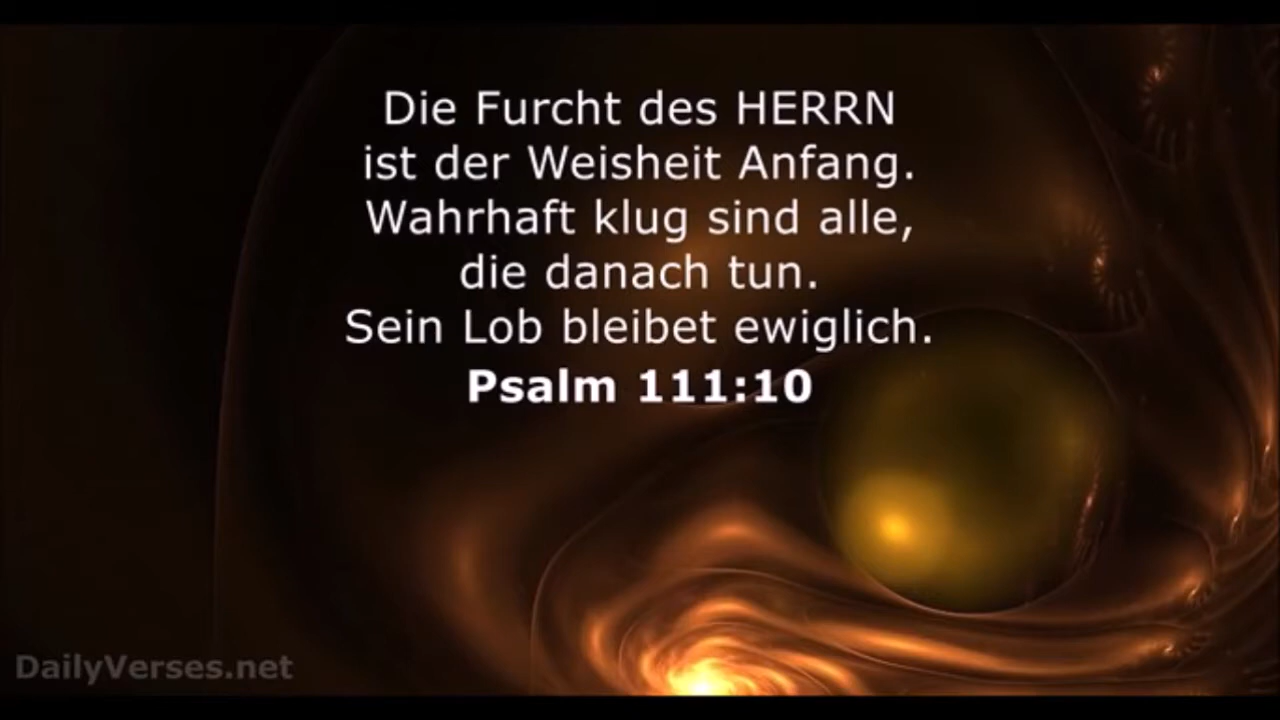 Die Furcht des HERRN
ist der Weisheit Anfang.
Wahrhaft klug sind alle,
die danach tun.
Sein Lob bleibet ewiglich.
Psalm 111:10
DailyVerses.net